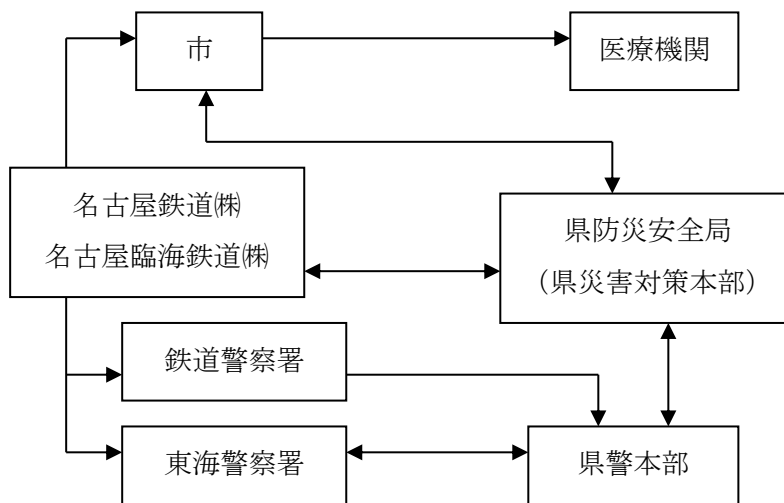 市
医療機関
名古屋鉄道㈱
名古屋臨海鉄道㈱
県防災安全局
（県災害対策本部）
鉄道警察署
東海警察署
県警本部